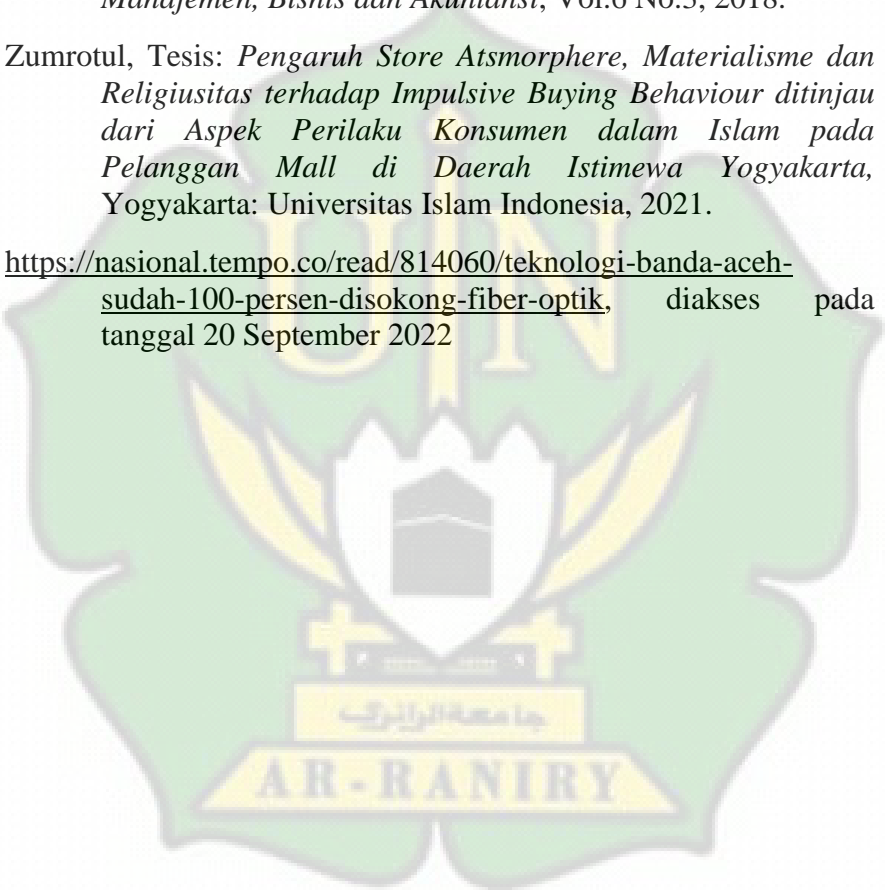 Manajemen, Bisnis dan Akuntansi, Vol.6 No.3, 2018.
Zumrotul, Tesis: Pengaruh Store Atsmorphere, Materialisme dan
Religiusitas terhadap Impulsive Buying Behaviour ditinjau
dari Aspek Perilaku Konsumen dalam Islam pada
Pelanggan Mall di Daerah Istimewa Yogyakarta,
Yogyakarta: Universitas Islam Indonesia, 2021.
https://nasional.tempo.co/read/814060/teknologi-banda-aceh-
sudah-100-persen-disokong-fiber-optik, diakses pada
tanggal 20 September 2022
UIN
جامعة الرانري
AR-RANIRY